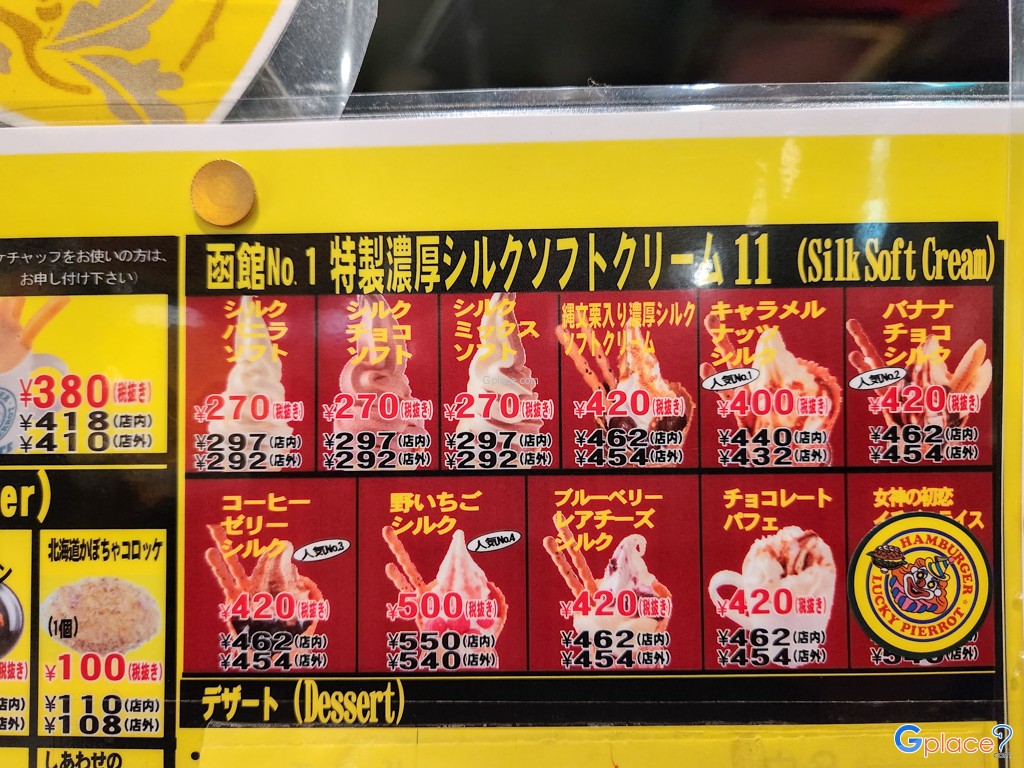 ケチャップをお使いの方は、
お申し付け下さい)
¥380(税抜き)
¥418(店内)
¥410(店外)
er)
北海道かぼちゃコロッケ
(1個)
¥100(税抜き)
¥110(店内)
¥108(店外)
しあわせの
ン
税抜き)
店内)
店外)
函館No.1 特製濃厚シルクソフトクリーム 11 (Silk Soft Cream)
シルク
バニラ
ソフト
¥270(税抜き)
¥297(店内)
¥292(店外)
シルク
チョコ
ソフト
¥270(税抜き)
¥297(店内)
¥292(店外)
シルク
ミックス
ソフト
¥270(税抜き)
¥297(店内)
¥292(店外)
縄文栗入り濃厚シルク
ソフトクリーム
¥420(税抜き)
¥462(店内)
¥454(店外)
キャラメル
ナッツ
シルク
人気No.1
¥400(税抜き)
¥440(店内)
¥432(店外)
バナナ
チョコ
シルク
人気No.2
¥420(税抜き)
¥462(店内)
¥454(店外)
コーヒー
ゼリー
シルク
人気No.3
¥420(税抜き)
¥462(店内)
¥454(店外)
野いちご
シルク
人気No.4
¥500(税抜き)
¥550(店内)
¥540(店外)
ブルーベリー
レアチーズ
シルク
¥420(税抜き)
¥462(店内)
¥454(店外)
チョコレート
パフェ
¥420(税抜き)
¥462(店内)
¥454(店外)
女神の初恋
イス
HAMBURGER
LUCKY PIERROT
(店外)
デザート (Dessert)
Gplace.com
Gplace
.com